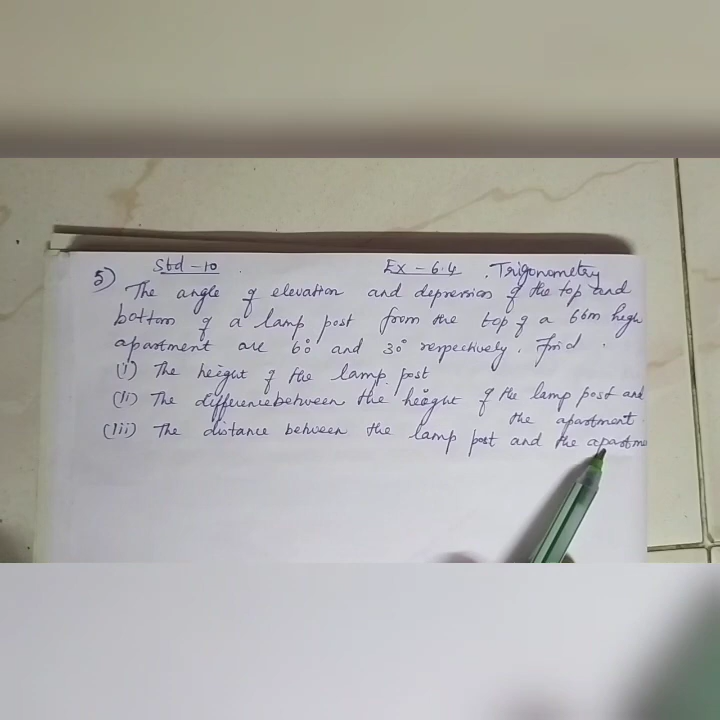 Std - 10 Ex - 6.4 . Trigonometry
5) The angle of elevation and depression of the top and
bottom of a lamp post from the top of a 66m high
apartment are 60° and 30° respectively. Find .
(i) The height of the lamp post
(ii) The difference between the height of the lamp post and
the apartment
(iii) The distance between the lamp post and the apartme